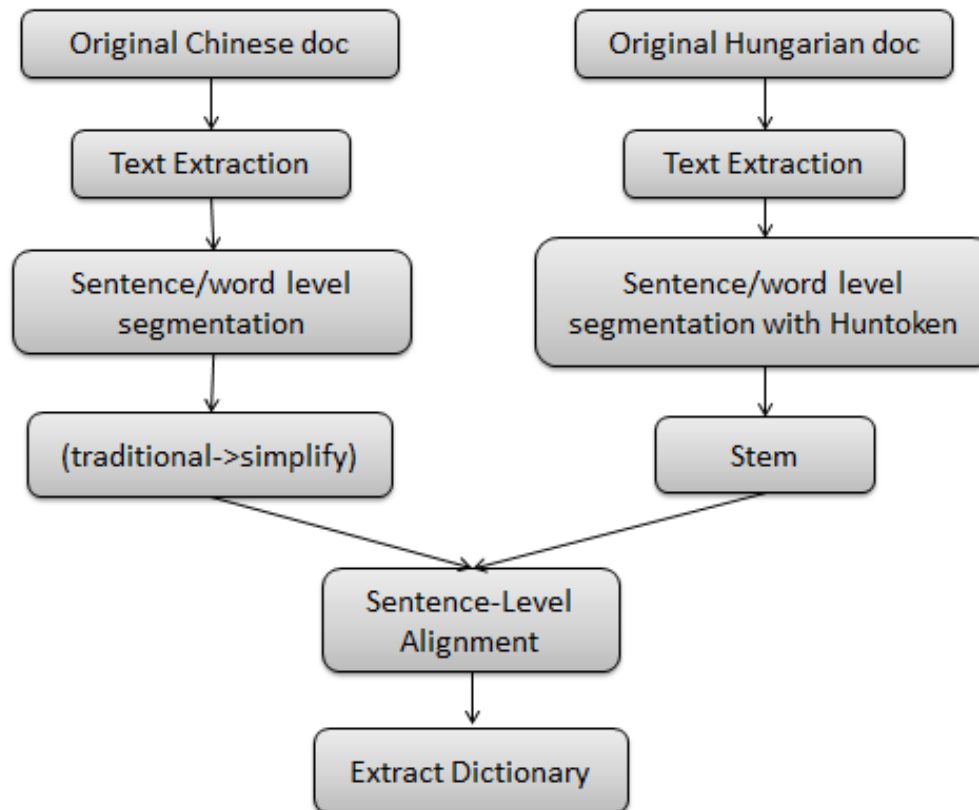 Original Chinese doc
Original Hungarian doc
Text Extraction
Text Extraction
Sentence/word level
segmentation
Sentence/word level
segmentation with Huntoken
(traditional->simplify)
Stem
Sentence-Level
Alignment
Extract Dictionary